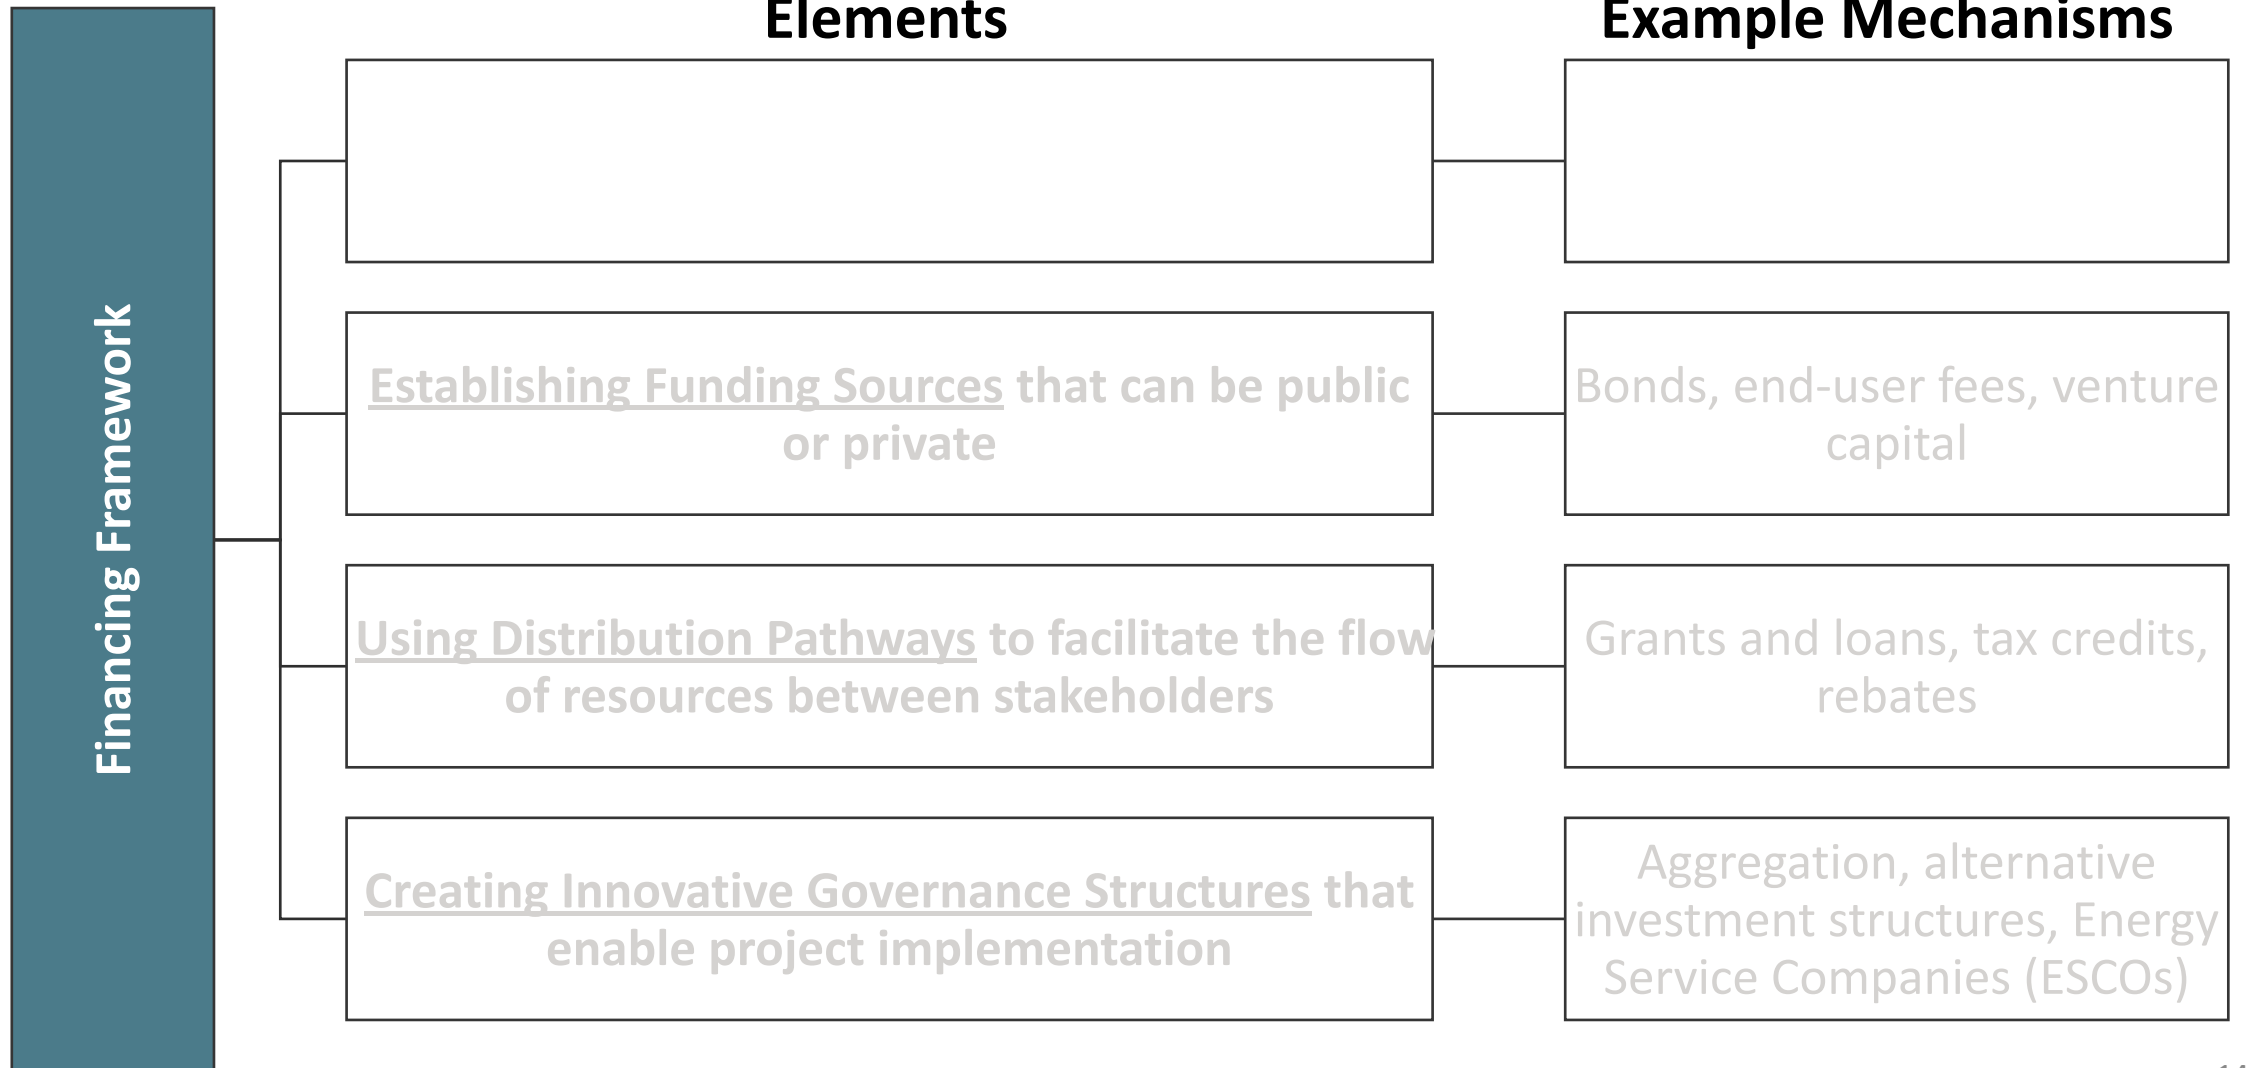 Elements
Example Mechanisms
Financing Framework
Establishing Funding Sources that can be public
or private
Bonds, end-user fees, venture
capital
Using Distribution Pathways to facilitate the flow
of resources between stakeholders
Grants and loans, tax credits,
rebates
Creating Innovative Governance Structures that
enable project implementation
Aggregation, alternative
investment structures, Energy
Service Companies (ESCOs)